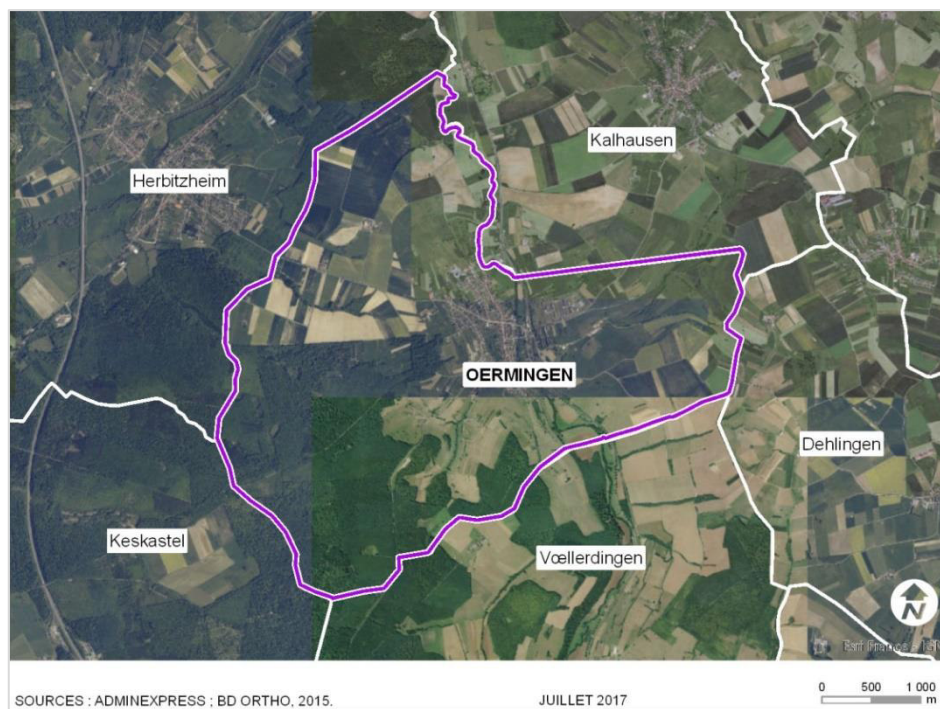 Kalhausen
Herbitzheim
OERMINGEN
Dehlingen
Keskastel
Vœllerdingen
N
SOURCES : ADMINEXPRESS ; BD ORTHO, 2015.
JUILLET 2017
0 500 1 000
m